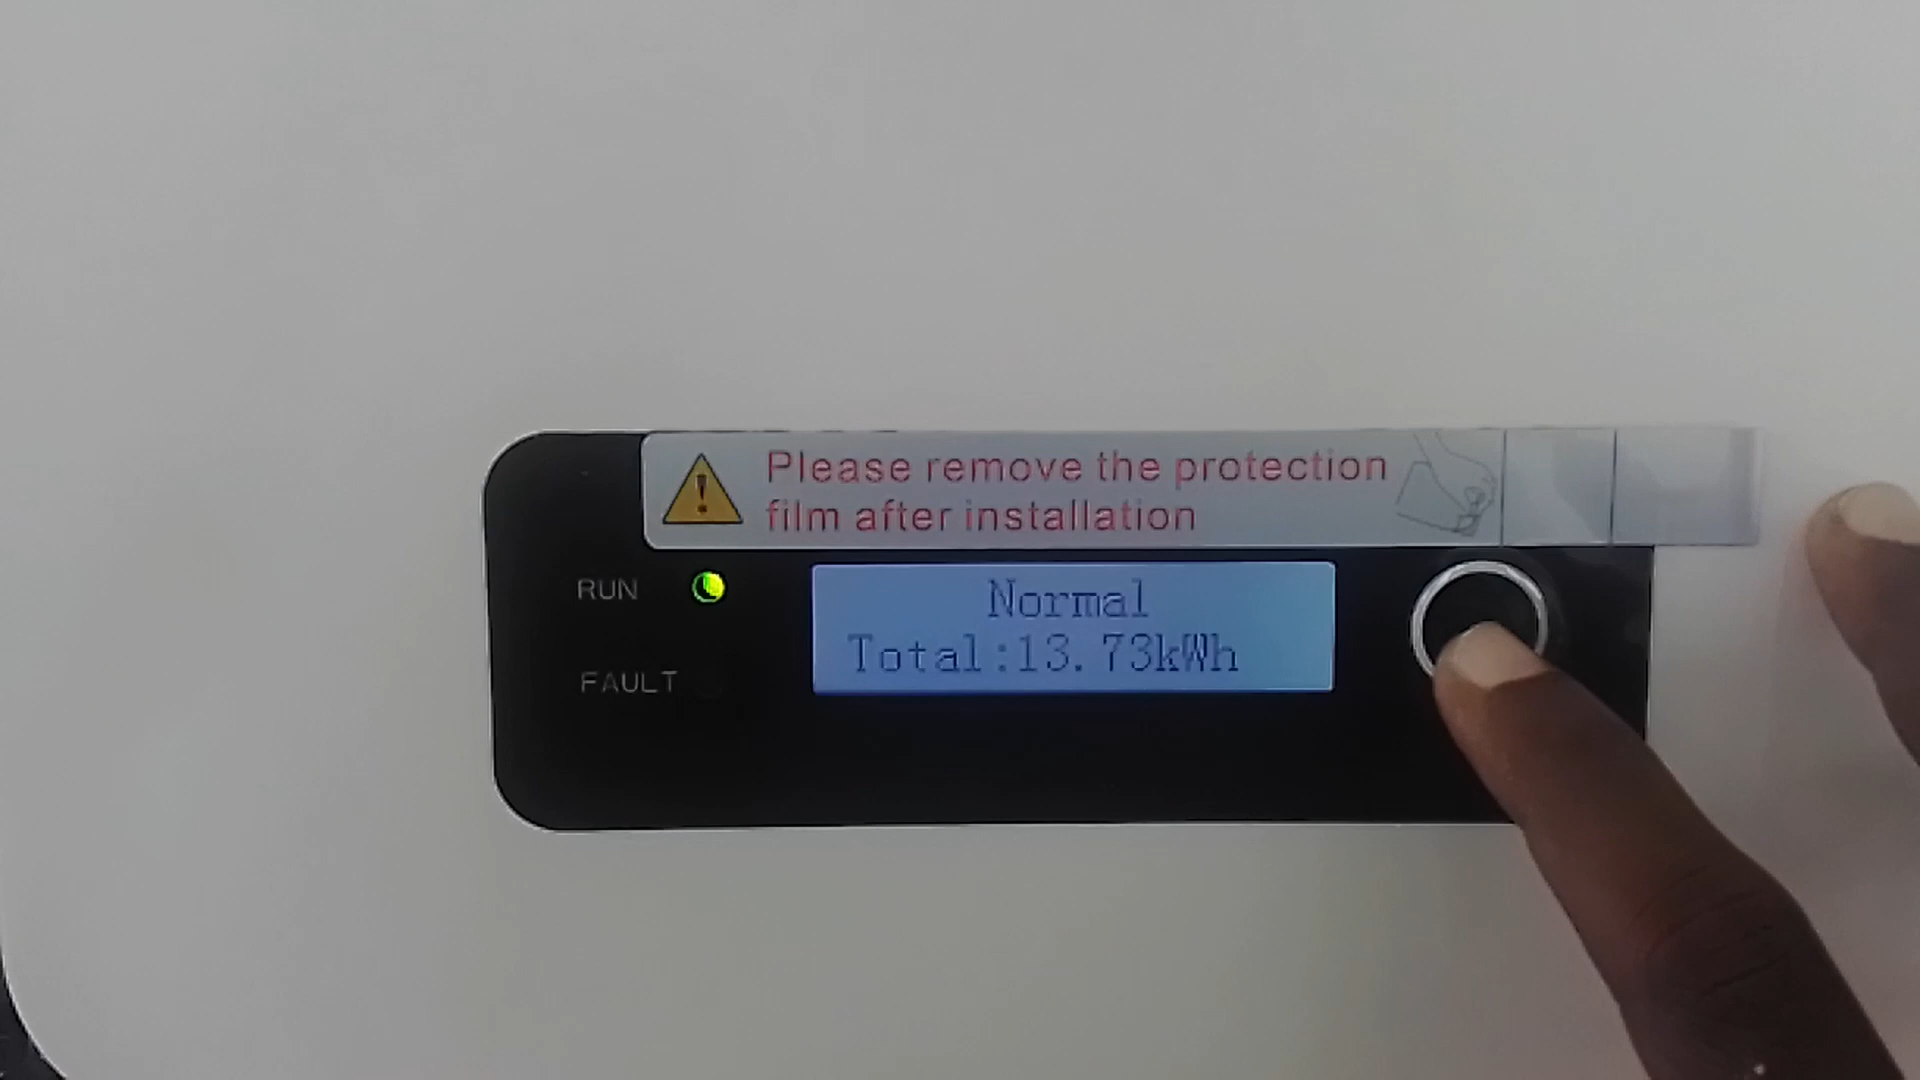 Please remove the protection
film after installation
RUN
Normal
Total:13.73kWh
FAULT